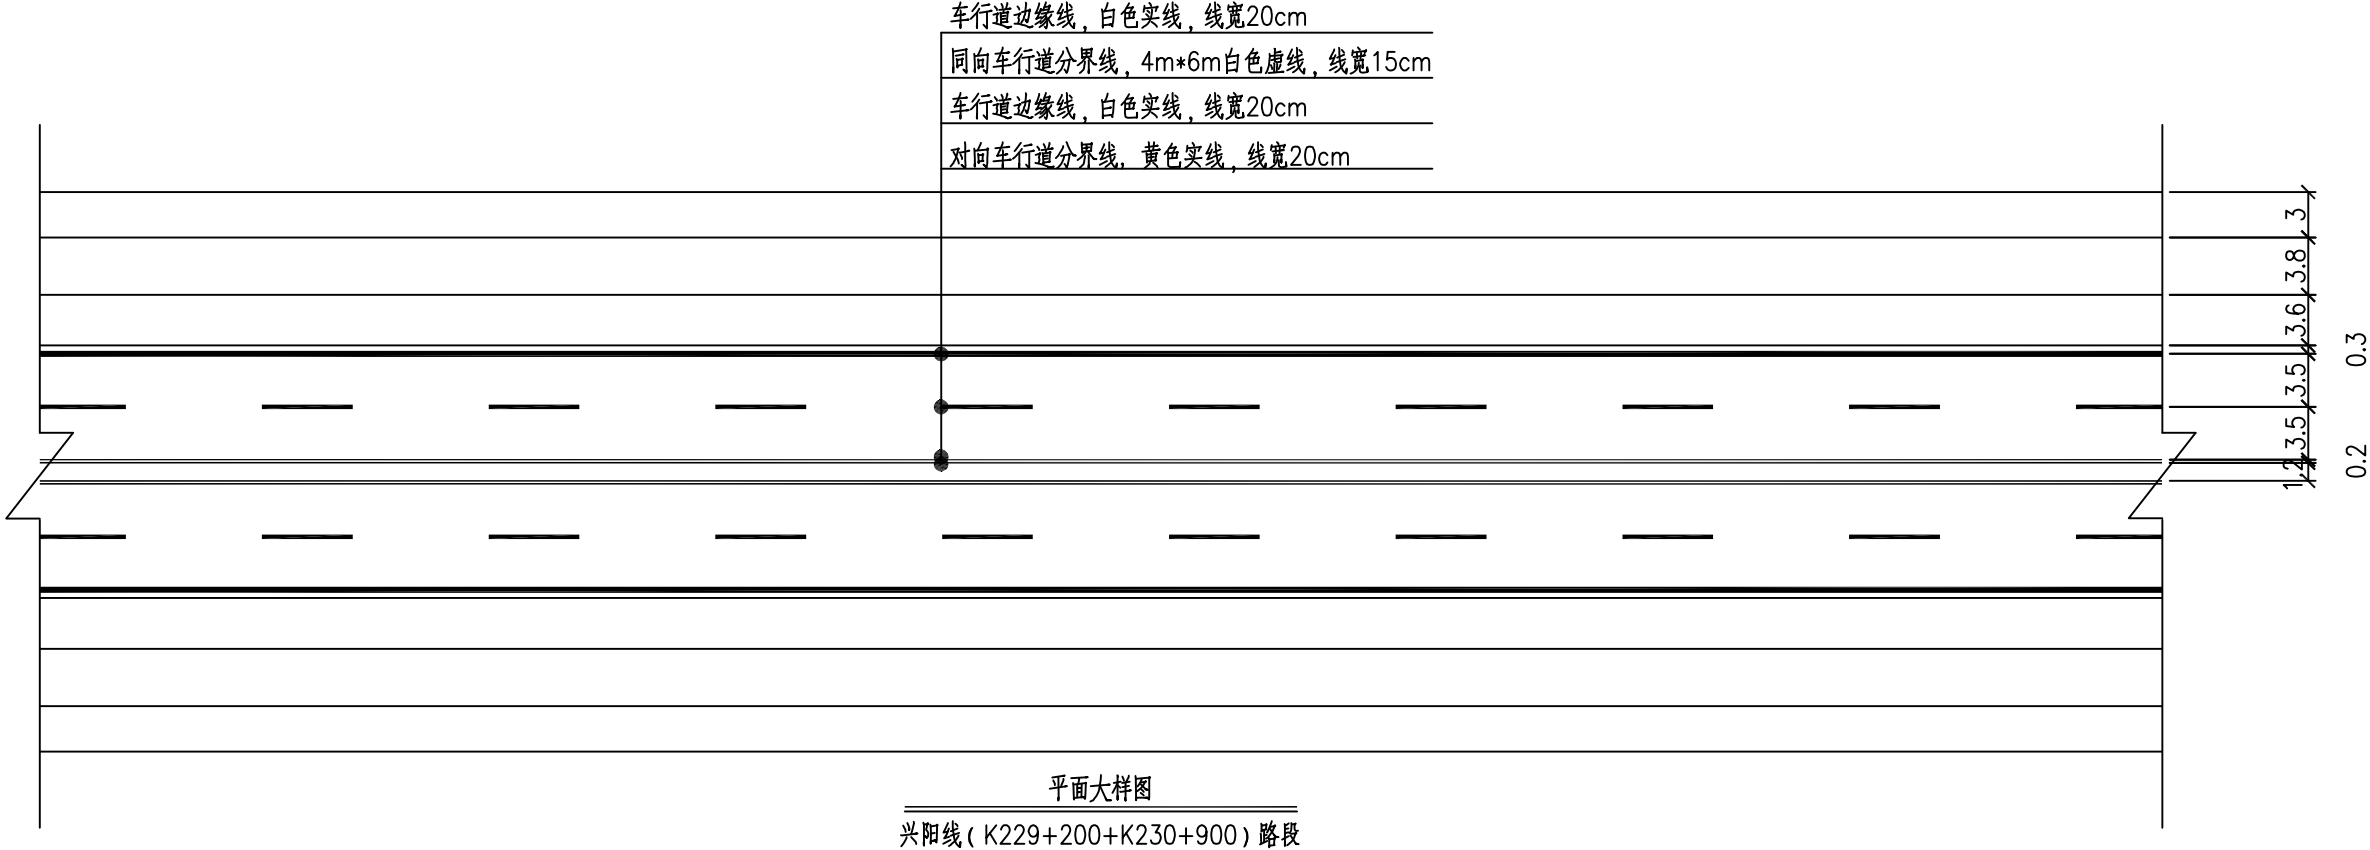 车行道边缘线，白色实线，线宽20cm
同向车行道分界线，4m*6m白色虚线，线宽15cm
车行道边缘线，白色实线，线宽20cm
对向车行道分界线，黄色实线，线宽20cm
3
3.8
3.6
0.3
3.5
3.5
0.2
1.2
平面大样图
兴阳线(K229+200+K230+900)路段